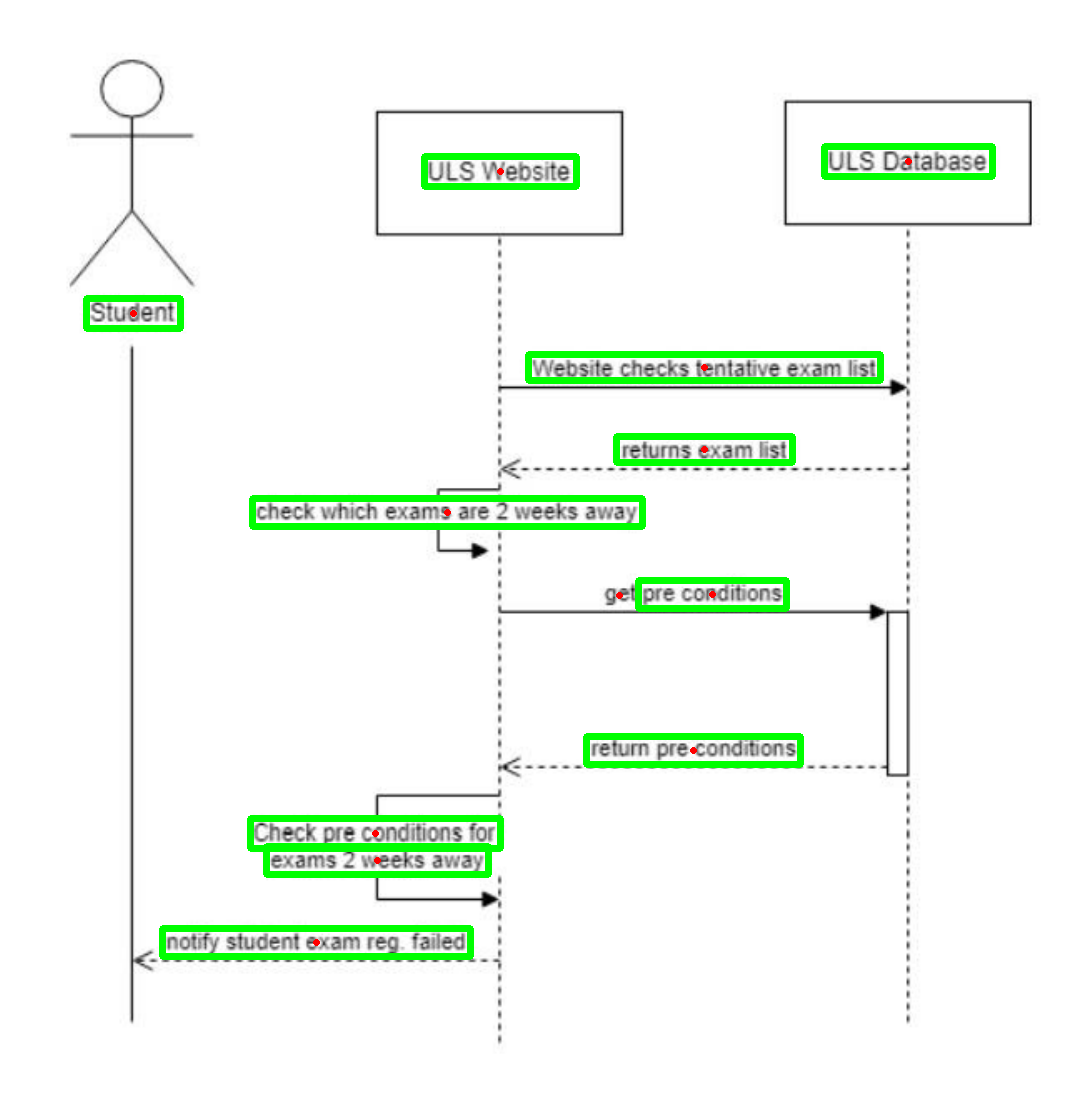 ULS Website
ULS Database
Student
Website checks tentative exam list
returns exam list
check which exams are 2 weeks away
get pre conditions
return pre conditions
Check pre conditions for
exams 2 weeks away
notify student exam reg. failed